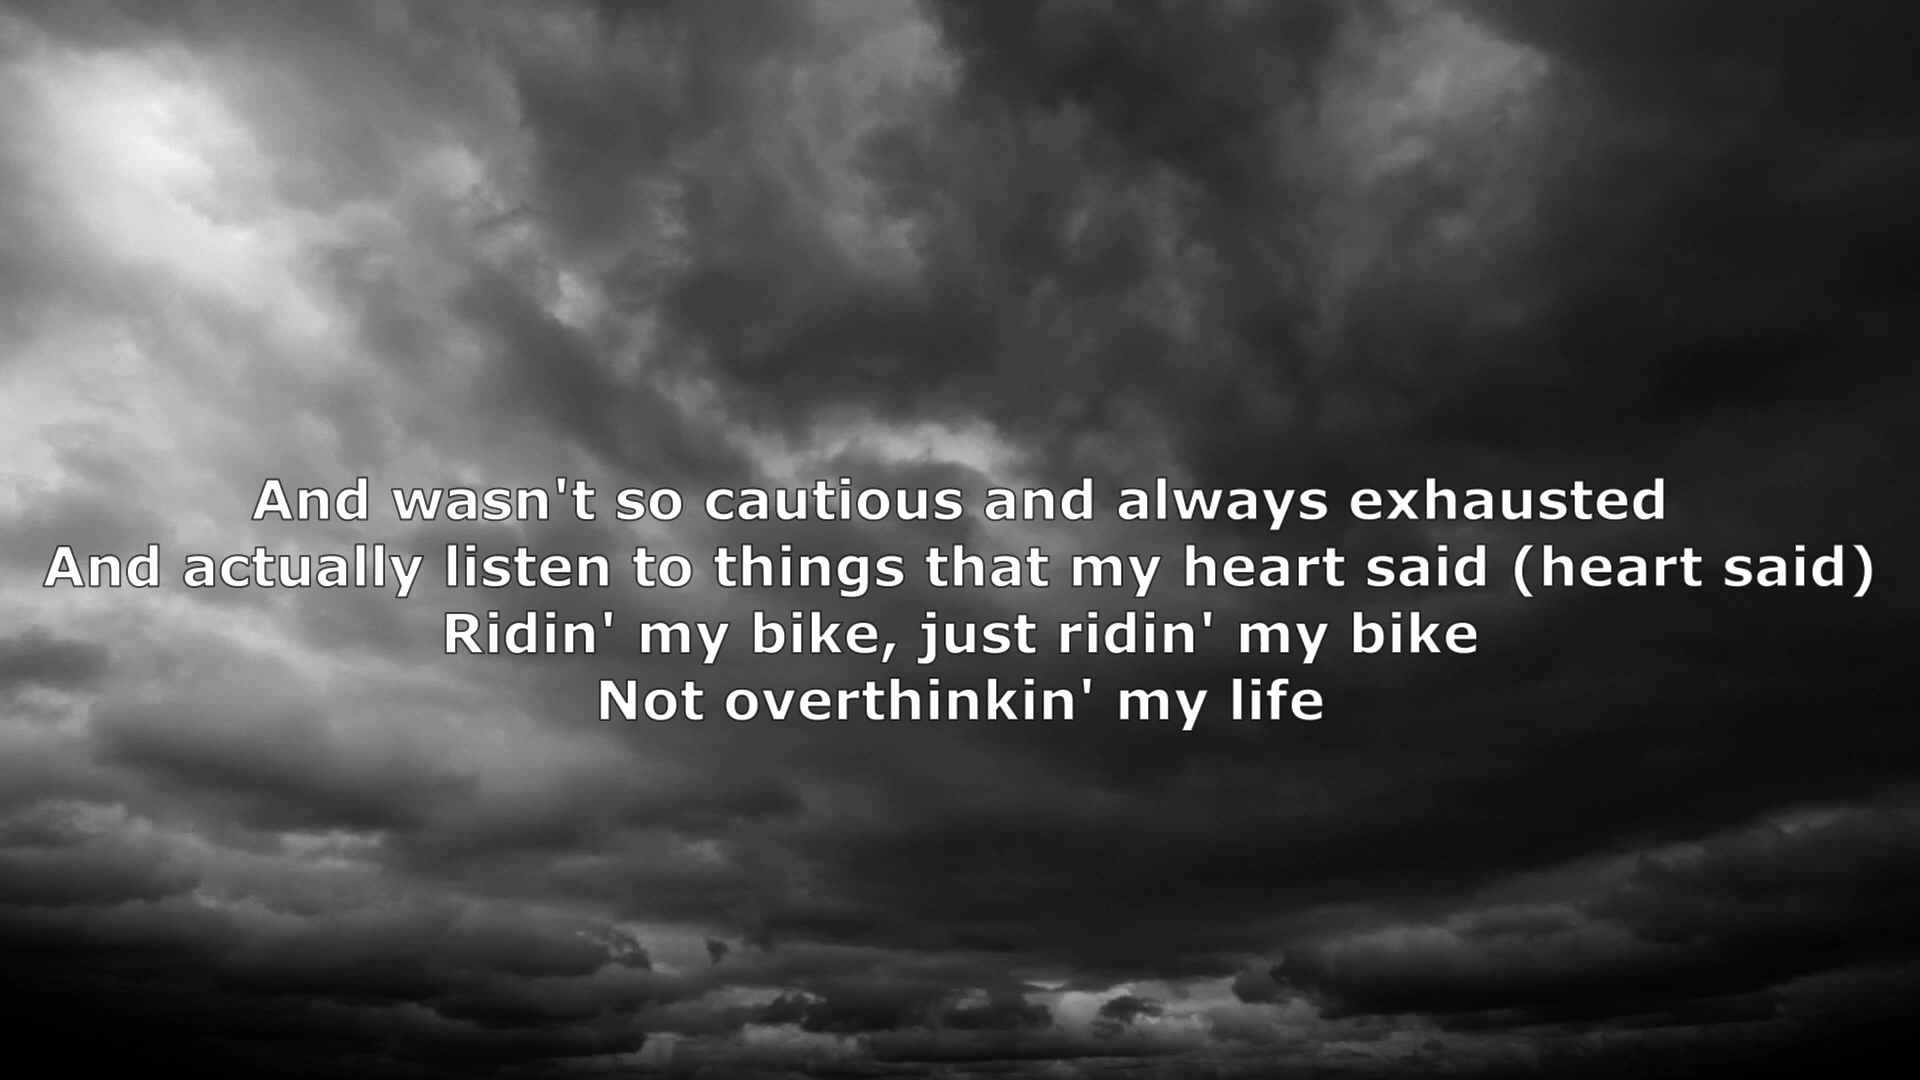 And wasn't so cautious and always exhausted
And actually listen to things that my heart said (heart said)
Ridin' my bike, just ridin' my bike
Not overthinkin' my life